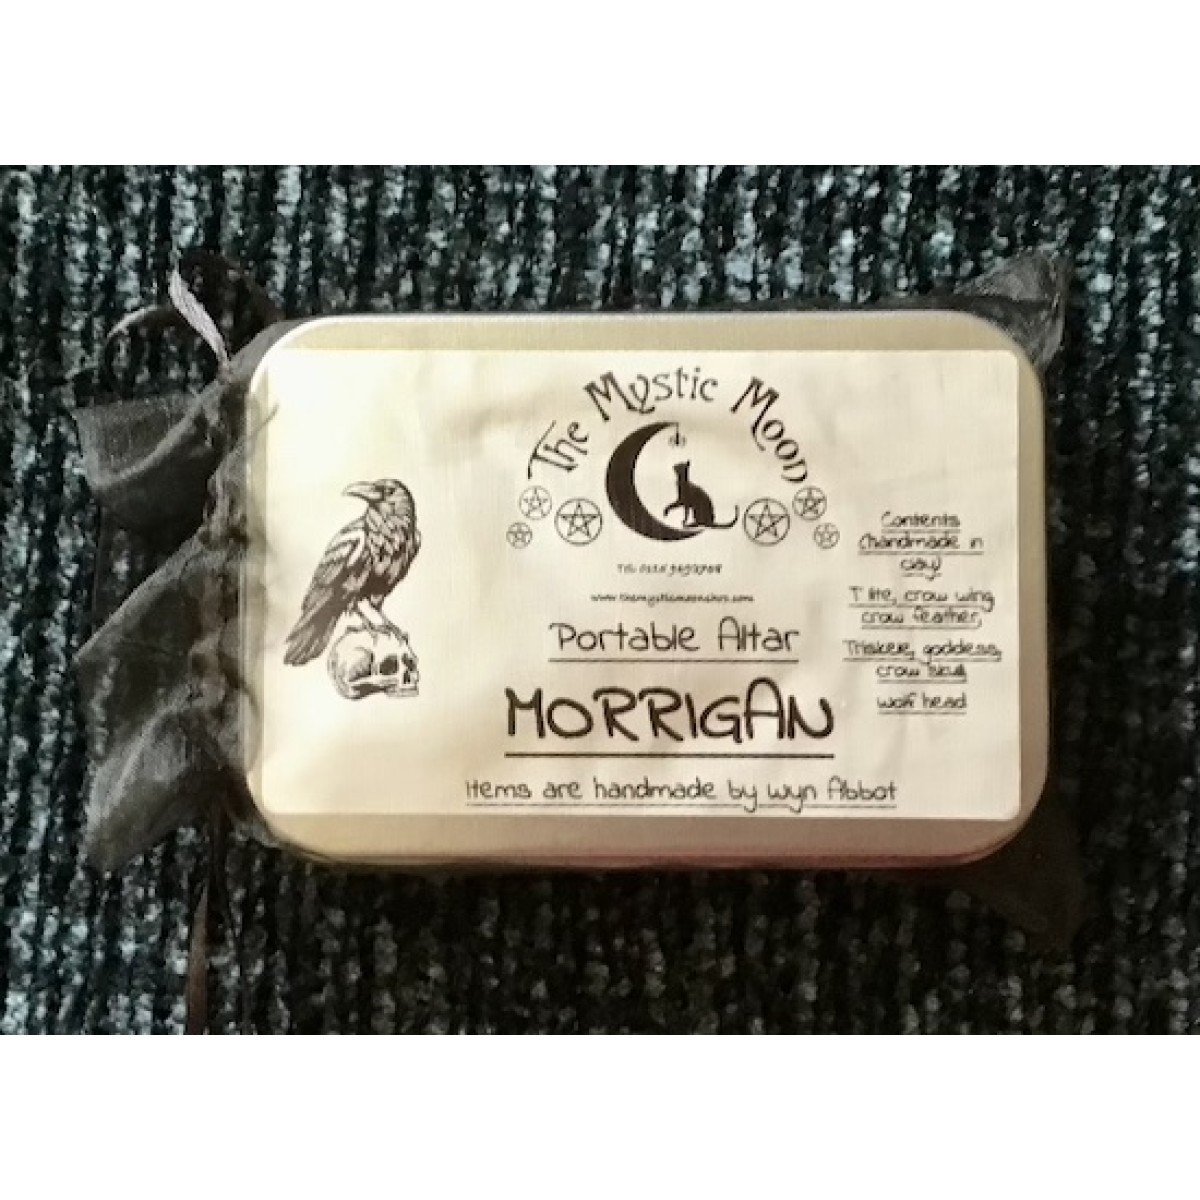 The Mystic Moon
Portable Altar
MORRIGAN
Items are handmade by Wyn Abbot
Contents
(handmade in
clay)
T lite, crow wing
crow feather,
goddess,
crow skull
wolf head